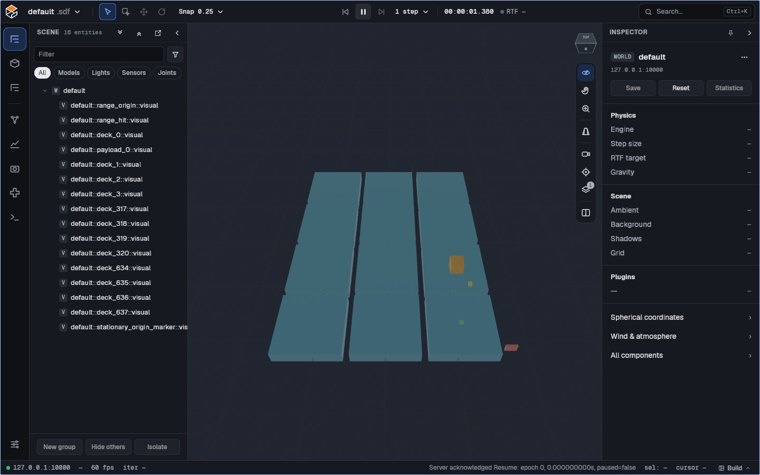 default .sdf
Snap 0.25
1 step
00:00:01.380
RTF –
Search...
Ctrl+K
SCENE 16 entities
Filter
All Models Lights Sensors Joints
W default
V default::range_origin::visual
V default::range_hit::visual
V default::deck_0::visual
V default::payload_0::visual
V default::deck_1::visual
V default::deck_2::visual
V default::deck_3::visual
V default::deck_317::visual
V default::deck_318::visual
V default::deck_319::visual
V default::deck_320::visual
V default::deck_634::visual
V default::deck_635::visual
V default::deck_636::visual
V default::deck_637::visual
V default::stationary_origin_marker::vis
New group Hide others Isolate
TOP
INSPECTOR
WORLD default
127.0.0.1:10000
Save Reset Statistics
Physics
Engine –
Step size –
RTF target –
Gravity –
Scene
Ambient –
Background –
Shadows –
Grid –
Plugins
— –
Spherical coordinates
Wind & atmosphere
All components
127.0.0.1:10000 – 60 fps iter –
Server acknowledged Resume: epoch 0, 0.000000000s, paused=false
sel: – cursor –
Build